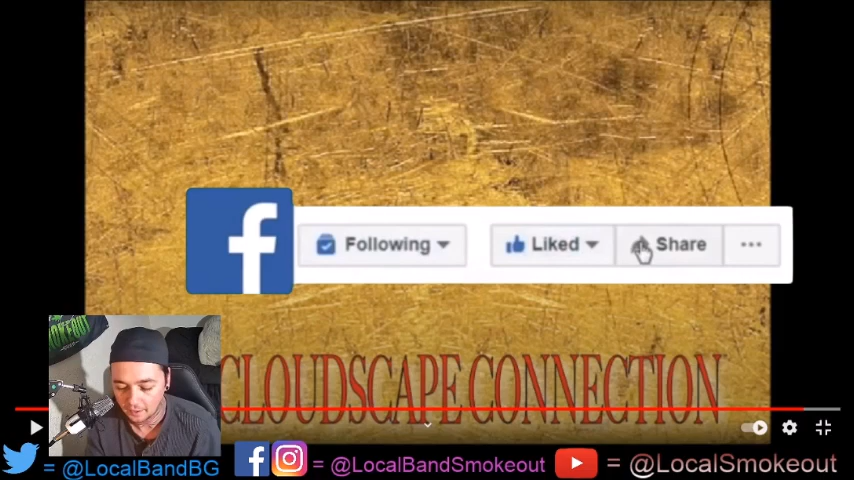 f Following Liked Share ...
CLOUDSCAPE CONNECTION
= @LocalBandBG f = @LocalBandSmokeout = @LocalSmokeout